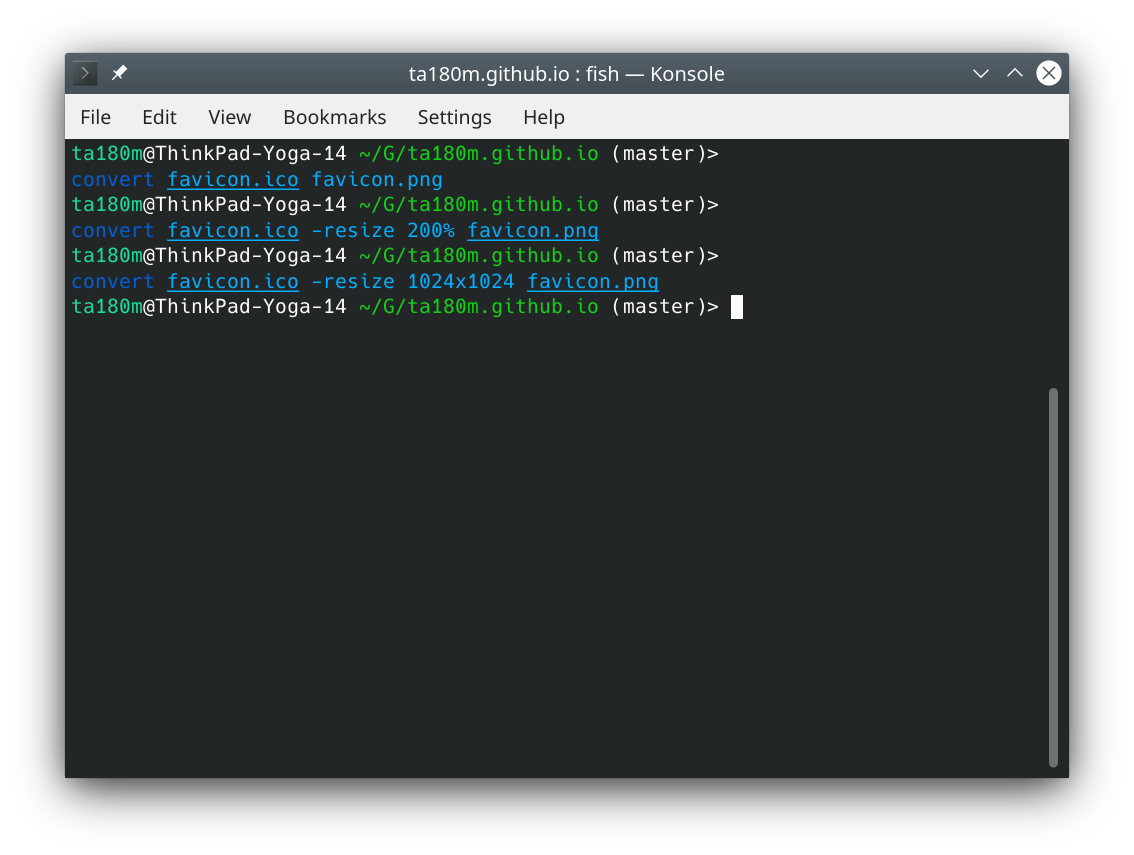 ta180m.github.io : fish — Konsole
File Edit View Bookmarks Settings Help
ta180m@ThinkPad-Yoga-14 ~/G/ta180m.github.io (master)>
convert favicon.ico favicon.png
ta180m@ThinkPad-Yoga-14 ~/G/ta180m.github.io (master)>
convert favicon.ico -resize 200% favicon.png
ta180m@ThinkPad-Yoga-14 ~/G/ta180m.github.io (master)>
convert favicon.ico -resize 1024x1024 favicon.png
ta180m@ThinkPad-Yoga-14 ~/G/ta180m.github.io (master)>